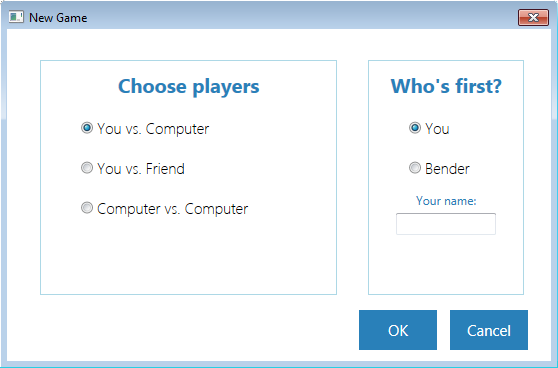 New Game
Choose players
You vs. Computer
You vs. Friend
Computer vs. Computer
Who's first?
You
Bender
Your name:
OK
Cancel